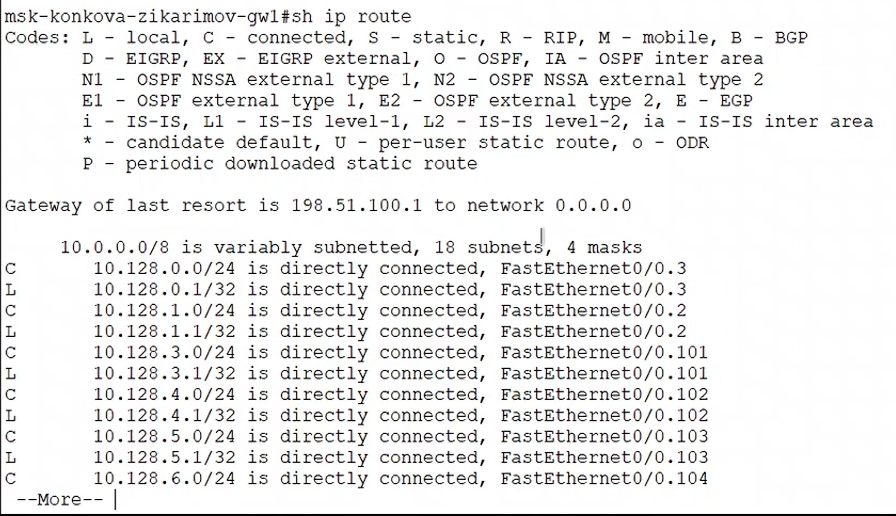 msk-konkova-zikarimov-gw1#sh ip route
Codes: L - local, C - connected, S - static, R - RIP, M - mobile, B - BGP
D - EIGRP, EX - EIGRP external, O - OSPF, IA - OSPF inter area
N1 - OSPF NSSA external type 1, N2 - OSPF NSSA external type 2
E1 - OSPF external type 1, E2 - OSPF external type 2, E - EGP
i - IS-IS, L1 - IS-IS level-1, L2 - IS-IS level-2, ia - IS-IS inter area
* - candidate default, U - per-user static route, o - ODR
P - periodic downloaded static route
Gateway of last resort is 198.51.100.1 to network 0.0.0.0
10.0.0.0/8 is variably subnetted, 18 subnets, 4 masks
C 10.128.0.0/24 is directly connected, FastEthernet0/0.3
L 10.128.0.1/32 is directly connected, FastEthernet0/0.3
C 10.128.1.0/24 is directly connected, FastEthernet0/0.2
L 10.128.1.1/32 is directly connected, FastEthernet0/0.2
C 10.128.3.0/24 is directly connected, FastEthernet0/0.101
L 10.128.3.1/32 is directly connected, FastEthernet0/0.101
C 10.128.4.0/24 is directly connected, FastEthernet0/0.102
L 10.128.4.1/32 is directly connected, FastEthernet0/0.102
C 10.128.5.0/24 is directly connected, FastEthernet0/0.103
L 10.128.5.1/32 is directly connected, FastEthernet0/0.103
C 10.128.6.0/24 is directly connected, FastEthernet0/0.104
--More--